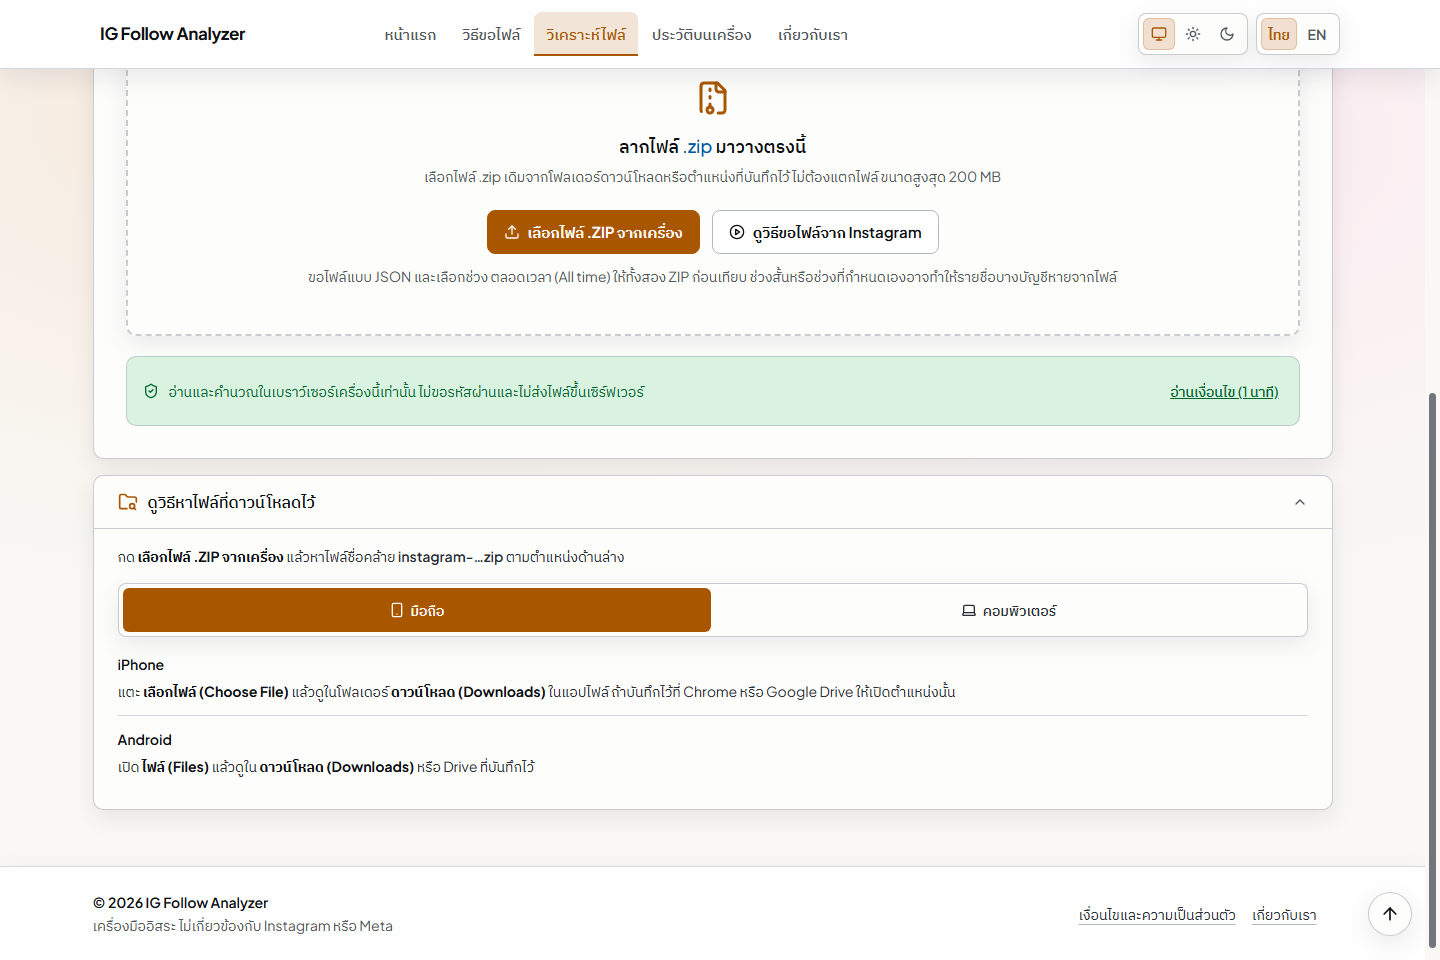 IG Follow Analyzer
หน้าแรก
วิธีขอไฟล์
วิเคราะห์ไฟล์
ประวัติบนเครื่อง
เกี่ยวกับเรา
ไทย
EN
ลากไฟล์ .zip มาวางตรงนี้
เลือกไฟล์ .zip เดิมจากโฟลเดอร์ดาวน์โหลดหรือตำแหน่งที่บันทึกไว้ ไม่ต้องแตกไฟล์ ขนาดสูงสุด 200 MB
เลือกไฟล์ .ZIP จากเครื่อง
ดูวิธีขอไฟล์จาก Instagram
ขอไฟล์แบบ JSON และเลือกช่วง ตลอดเวลา (All time) ให้ทั้งสอง ZIP ก่อนเทียบ ช่วงสั้นหรือช่วงที่กำหนดเองอาจทำให้รายชื่อบางบัญชีหายจากไฟล์
อ่านและคำนวณในเบราว์เซอร์เครื่องนี้เท่านั้น ไม่ขอรหัสผ่านและไม่ส่งไฟล์ขึ้นเซิร์ฟเวอร์
อ่านเงื่อนไข (1 นาที)
ดูวิธีหาไฟล์ที่ดาวน์โหลดไว้
กด เลือกไฟล์ .ZIP จากเครื่อง แล้วหาไฟล์ชื่อคล้าย instagram-…zip ตามตำแหน่งด้านล่าง
มือถือ
คอมพิวเตอร์
iPhone
แตะ เลือกไฟล์ (Choose File) แล้วดูในโฟลเดอร์ ดาวน์โหลด (Downloads) ในแอปไฟล์ ถ้าบันทึกไว้ที่ Chrome หรือ Google Drive ให้เปิดตำแหน่งนั้น
Android
เปิด ไฟล์ (Files) แล้วดูใน ดาวน์โหลด (Downloads) หรือ Drive ที่บันทึกไว้
© 2026 IG Follow Analyzer
เครื่องมืออิสระ ไม่เกี่ยวข้องกับ Instagram หรือ Meta
เงื่อนไขและความเป็นส่วนตัว
เกี่ยวกับเรา